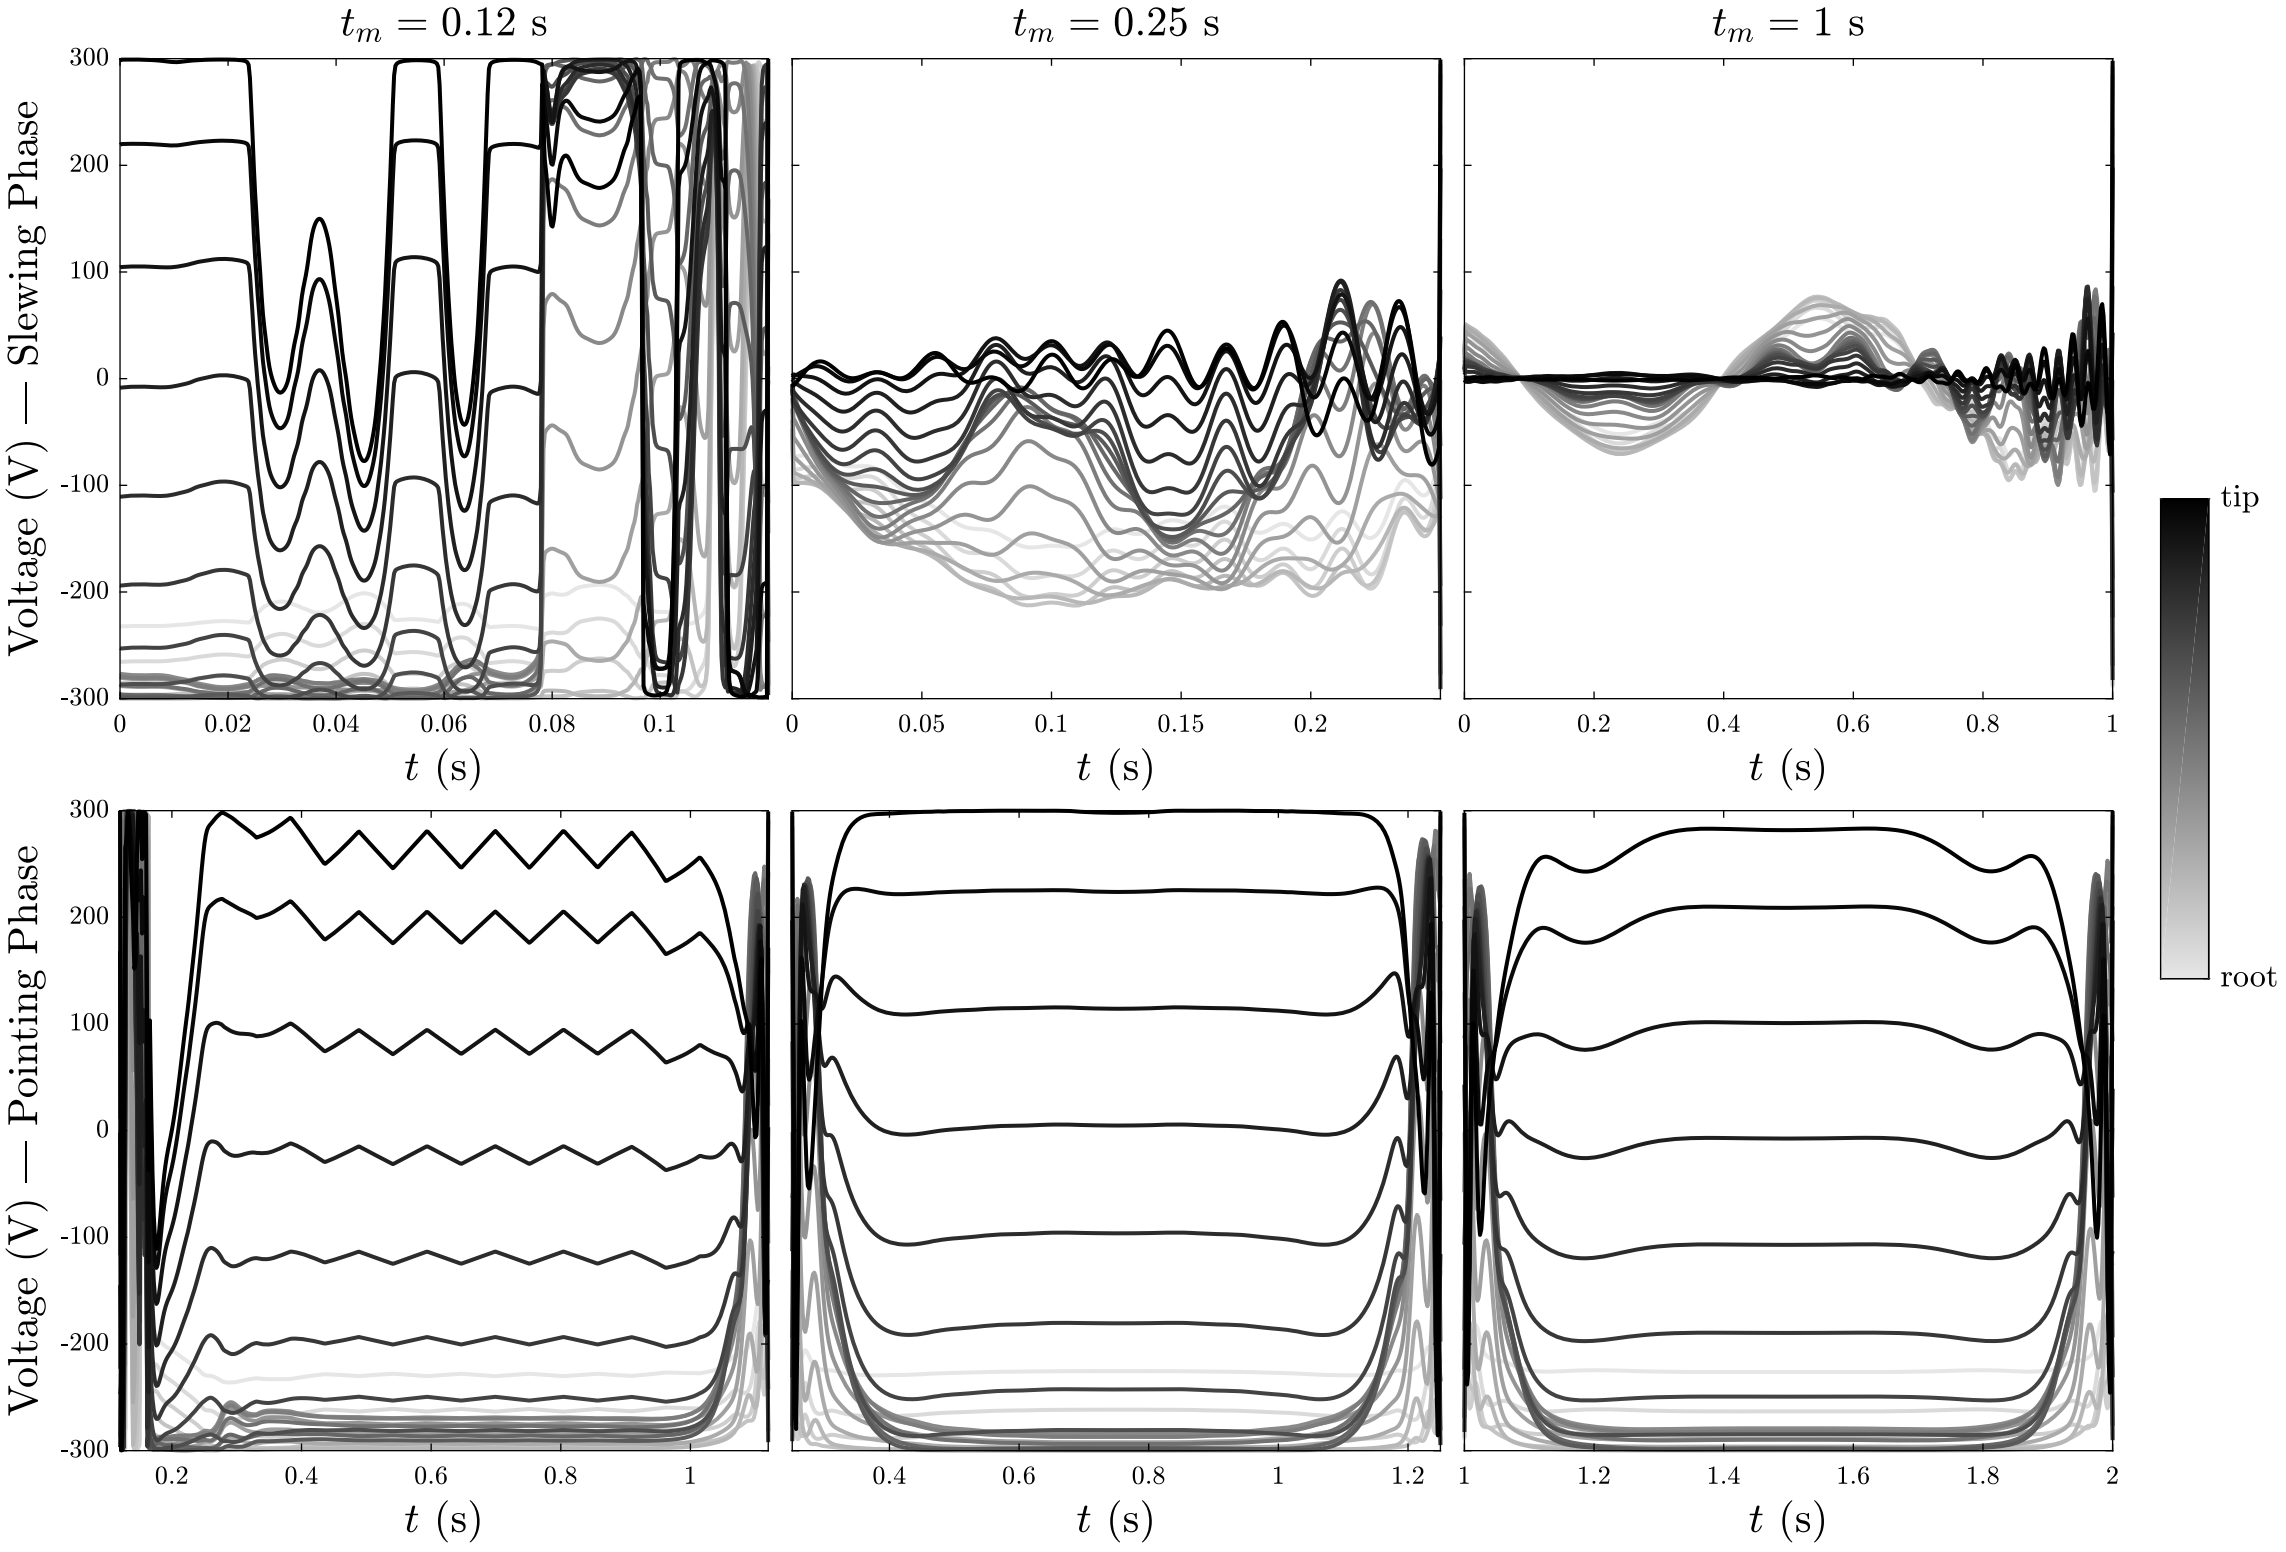 t_m = 0.12 s
t_m = 0.25 s
t_m = 1 s
Voltage (V) — Slewing Phase
300
200
100
0
-100
-200
-300
0 0.02 0.04 0.06 0.08 0.1
0 0.05 0.1 0.15 0.2
0 0.2 0.4 0.6 0.8 1
t (s)
t (s)
t (s)
tip
root
Voltage (V) — Pointing Phase
300
200
100
0
-100
-200
-300
0.2 0.4 0.6 0.8 1
0.4 0.6 0.8 1 1.2
1 1.2 1.4 1.6 1.8 2
t (s)
t (s)
t (s)